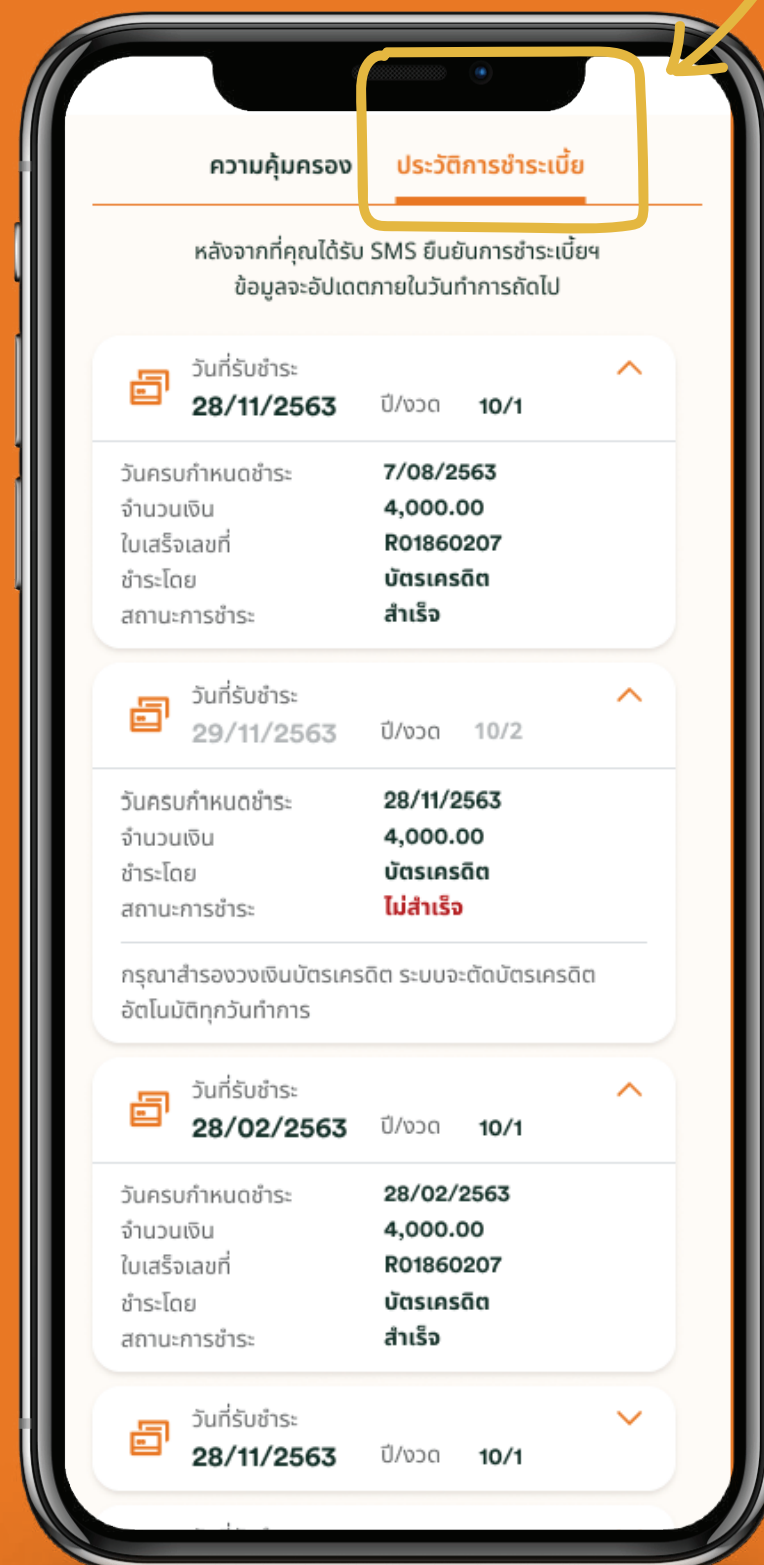 ความคุ้มครอง ประวัติการชำระเบี้ย
หลังจากที่คุณได้รับ SMS ยืนยันการชำระเบี้ยฯ
ข้อมูลจะอัปเดตภายในวันทำการถัดไป
วันที่รับชำระ
28/11/2563 ปี/งวด 10/1
วันครบกำหนดชำระ 7/08/2563
จำนวนเงิน 4,000.00
ใบเสร็จเลขที่ R01860207
ชำระโดย บัตรเครดิต
สถานะการชำระ สำเร็จ
วันที่รับชำระ
29/11/2563 ปี/งวด 10/2
วันครบกำหนดชำระ 28/11/2563
จำนวนเงิน 4,000.00
ชำระโดย บัตรเครดิต
สถานะการชำระ ไม่สำเร็จ
กรุณาสำรองวงเงินบัตรเครดิต ระบบจะตัดบัตรเครดิต
อัตโนมัติทุกวันทำการ
วันที่รับชำระ
28/02/2563 ปี/งวด 10/1
วันครบกำหนดชำระ 28/02/2563
จำนวนเงิน 4,000.00
ใบเสร็จเลขที่ R01860207
ชำระโดย บัตรเครดิต
สถานะการชำระ สำเร็จ
วันที่รับชำระ
28/11/2563 ปี/งวด 10/1